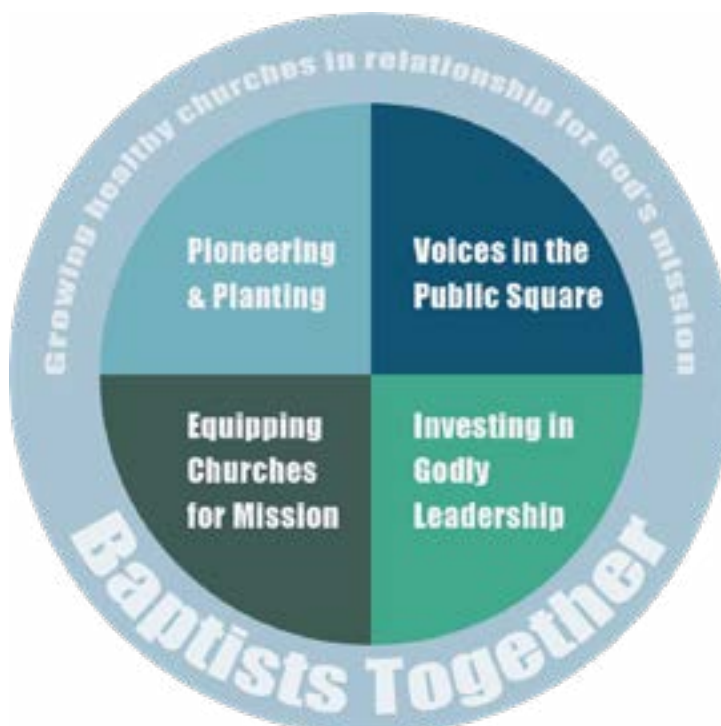 Growing healthy churches in relationship for God's mission
Pioneering
& Planting
Voices in the
Public Square
Equipping
Churches
for Mission
Investing in
Godly
Leadership
Baptists Together